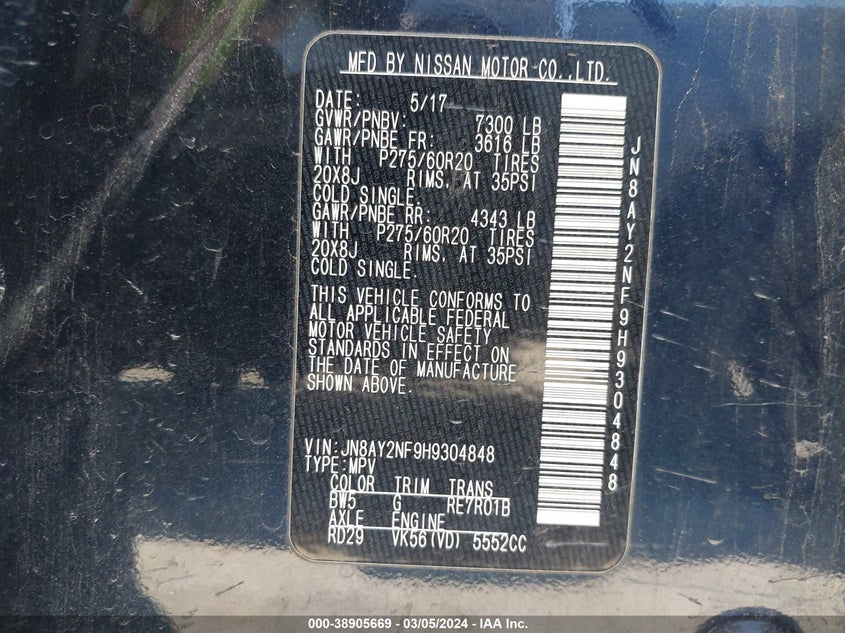 MFD BY NISSAN MOTOR CO.,LTD.
DATE: 5/17
GVWR/PNBV: 7300 LB
GAWR/PNBE FR: 3616 LB
WITH P275/60R20 TIRES
20X8J RIMS. AT 35PSI
COLD SINGLE.
GAWR/PNBE RR: 4343 LB
WITH P275/60R20 TIRES
20X8J RIMS. AT 35PSI
COLD SINGLE.
THIS VEHICLE CONFORMS TO
ALL APPLICABLE FEDERAL
MOTOR VEHICLE SAFETY
STANDARDS IN EFFECT ON
THE DATE OF MANUFACTURE
SHOWN ABOVE.
VIN:JN8AY2NF9H9304848
TYPE:MPV
COLOR TRIM TRANS
BW5 G RE7R01B
AXLE ENGINE
RD29 VK56(VD) 5552CC
JN8AY2NF9H9304848
000-38905669 - 03/05/2024 - IAA Inc.